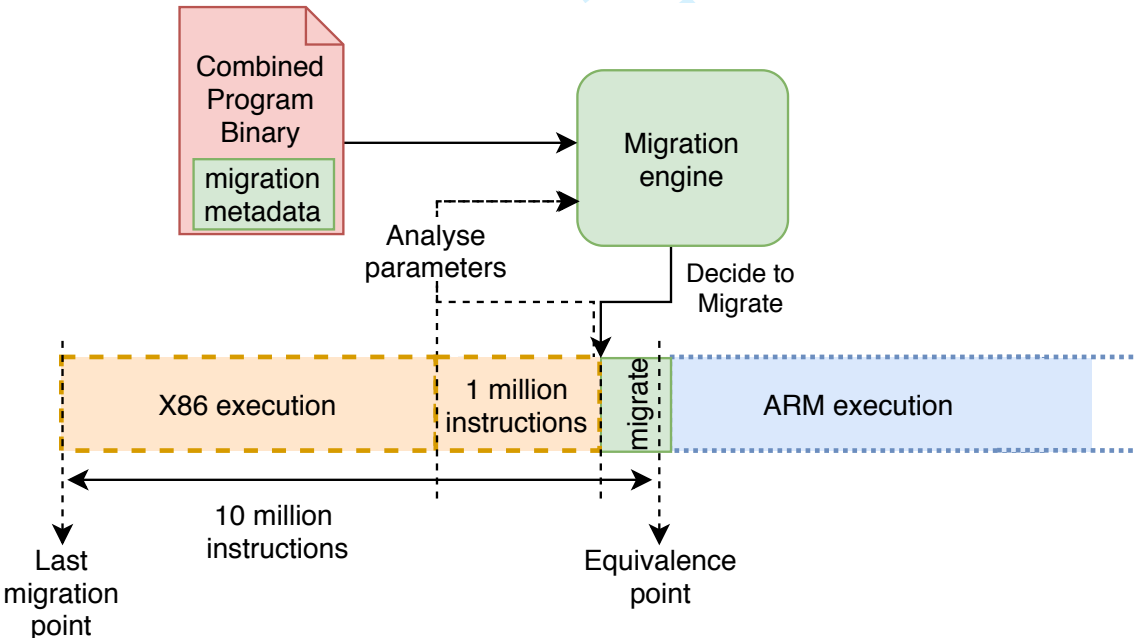 Combined
Program
Binary
migration
metadata
Migration
engine
Analyse
parameters
Decide to
Migrate
X86 execution
1 million
instructions
migrate
ARM execution
10 million
instructions
Last
migration
point
Equivalence
point